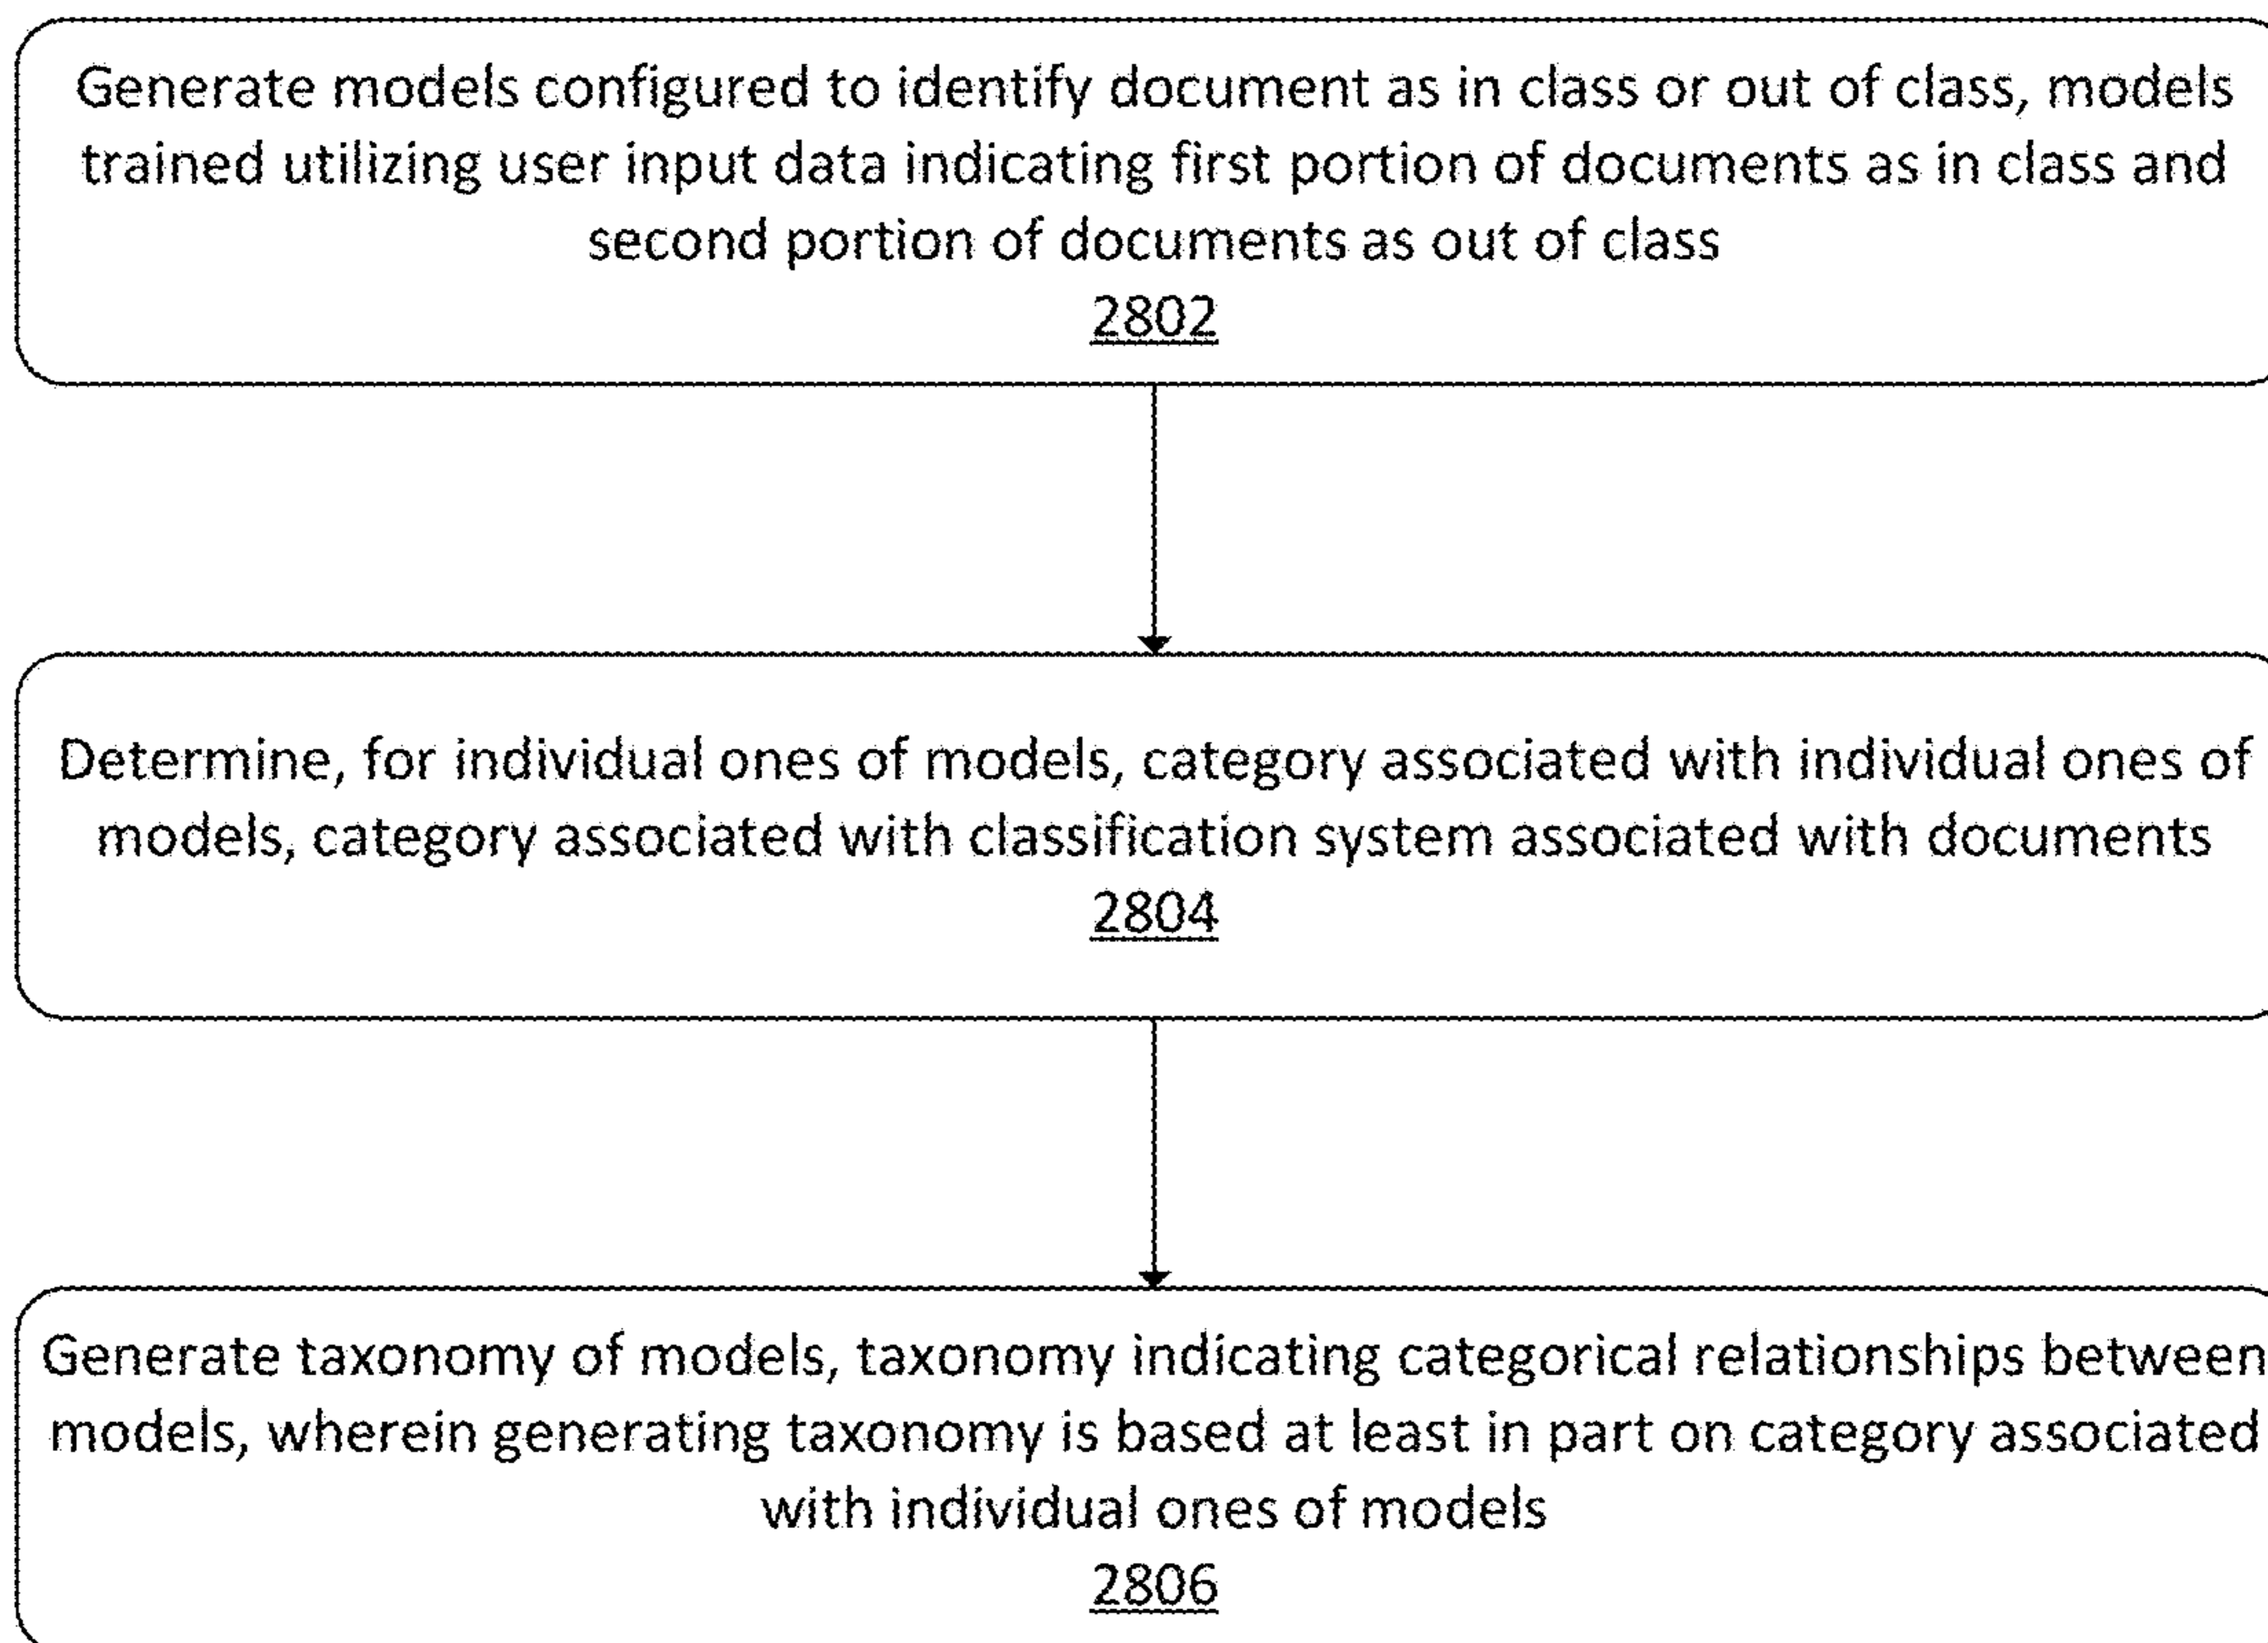 Generate models configured to identify document as in class or out of class, models
trained utilizing user input data indicating first portion of documents as in class and
second portion of documents as out of class
2802
Determine, for individual ones of models, category associated with individual ones of
models, category associated with classification system associated with documents
2804
Generate taxonomy of models, taxonomy indicating categorical relationships between
models, wherein generating taxonomy is based at least in part on category associated
with individual ones of models
2806